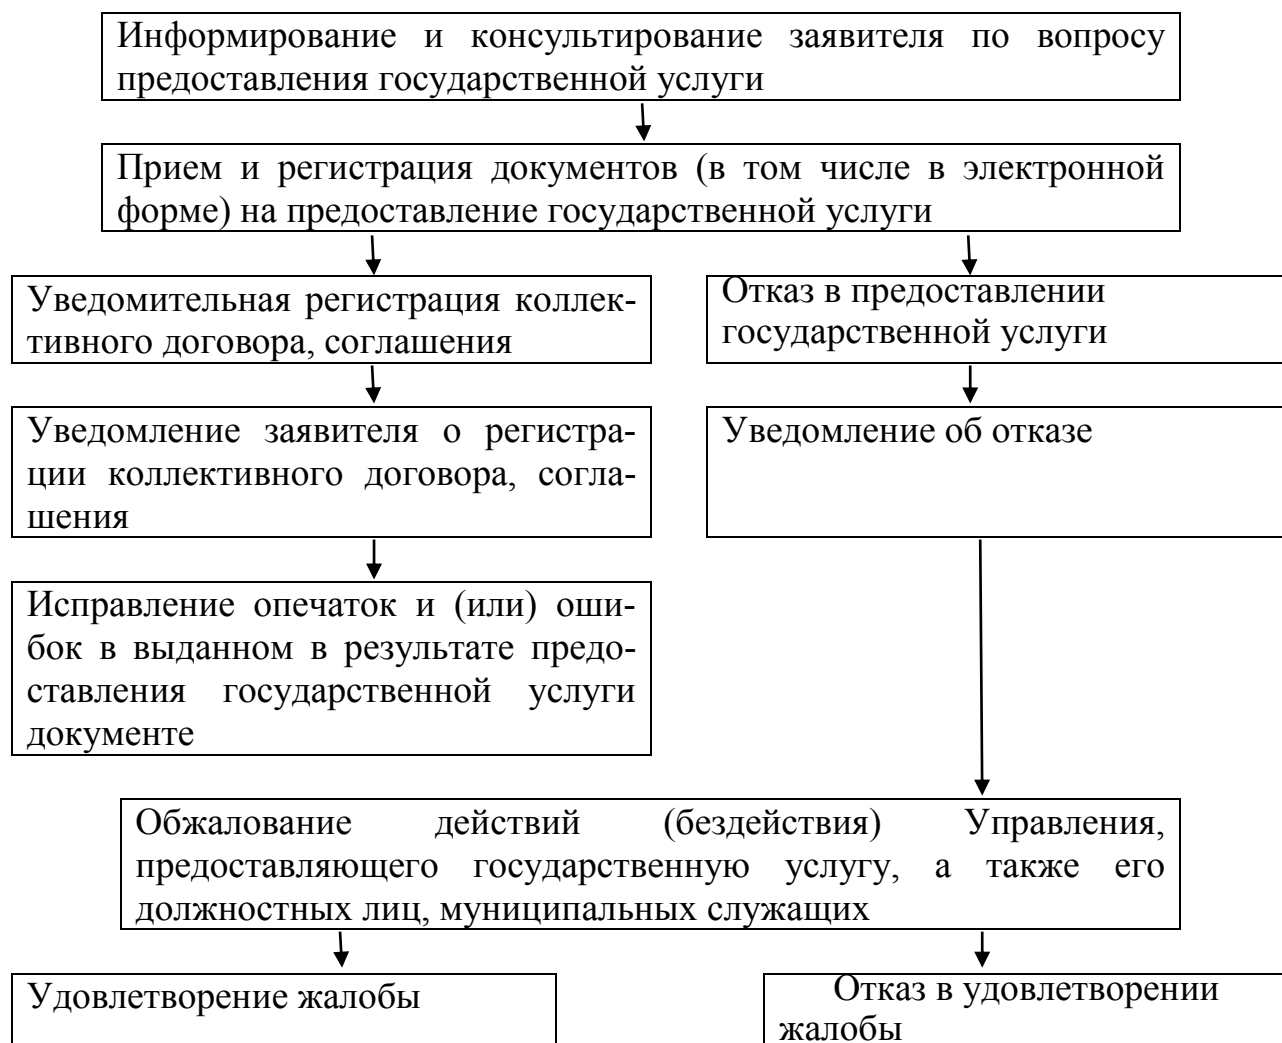 Информирование и консультирование заявителя по вопросу
предоставления государственной услуги
Прием и регистрация документов (в том числе в электронной
форме) на предоставление государственной услуги
Уведомительная регистрация коллек-
тивного договора, соглашения
Отказ в предоставлении
государственной услуги
Уведомление заявителя о регистра-
ции коллективного договора, согла-
шения
Уведомление об отказе
Исправление опечаток и (или) оши-
бок в выданном в результате предо-
ставления государственной услуги
документе
Обжалование действий (бездействия) Управления,
предоставляющего государственную услугу, а также его
должностных лиц, муниципальных служащих
Удовлетворение жалобы
Отказ в удовлетворении
жалобы